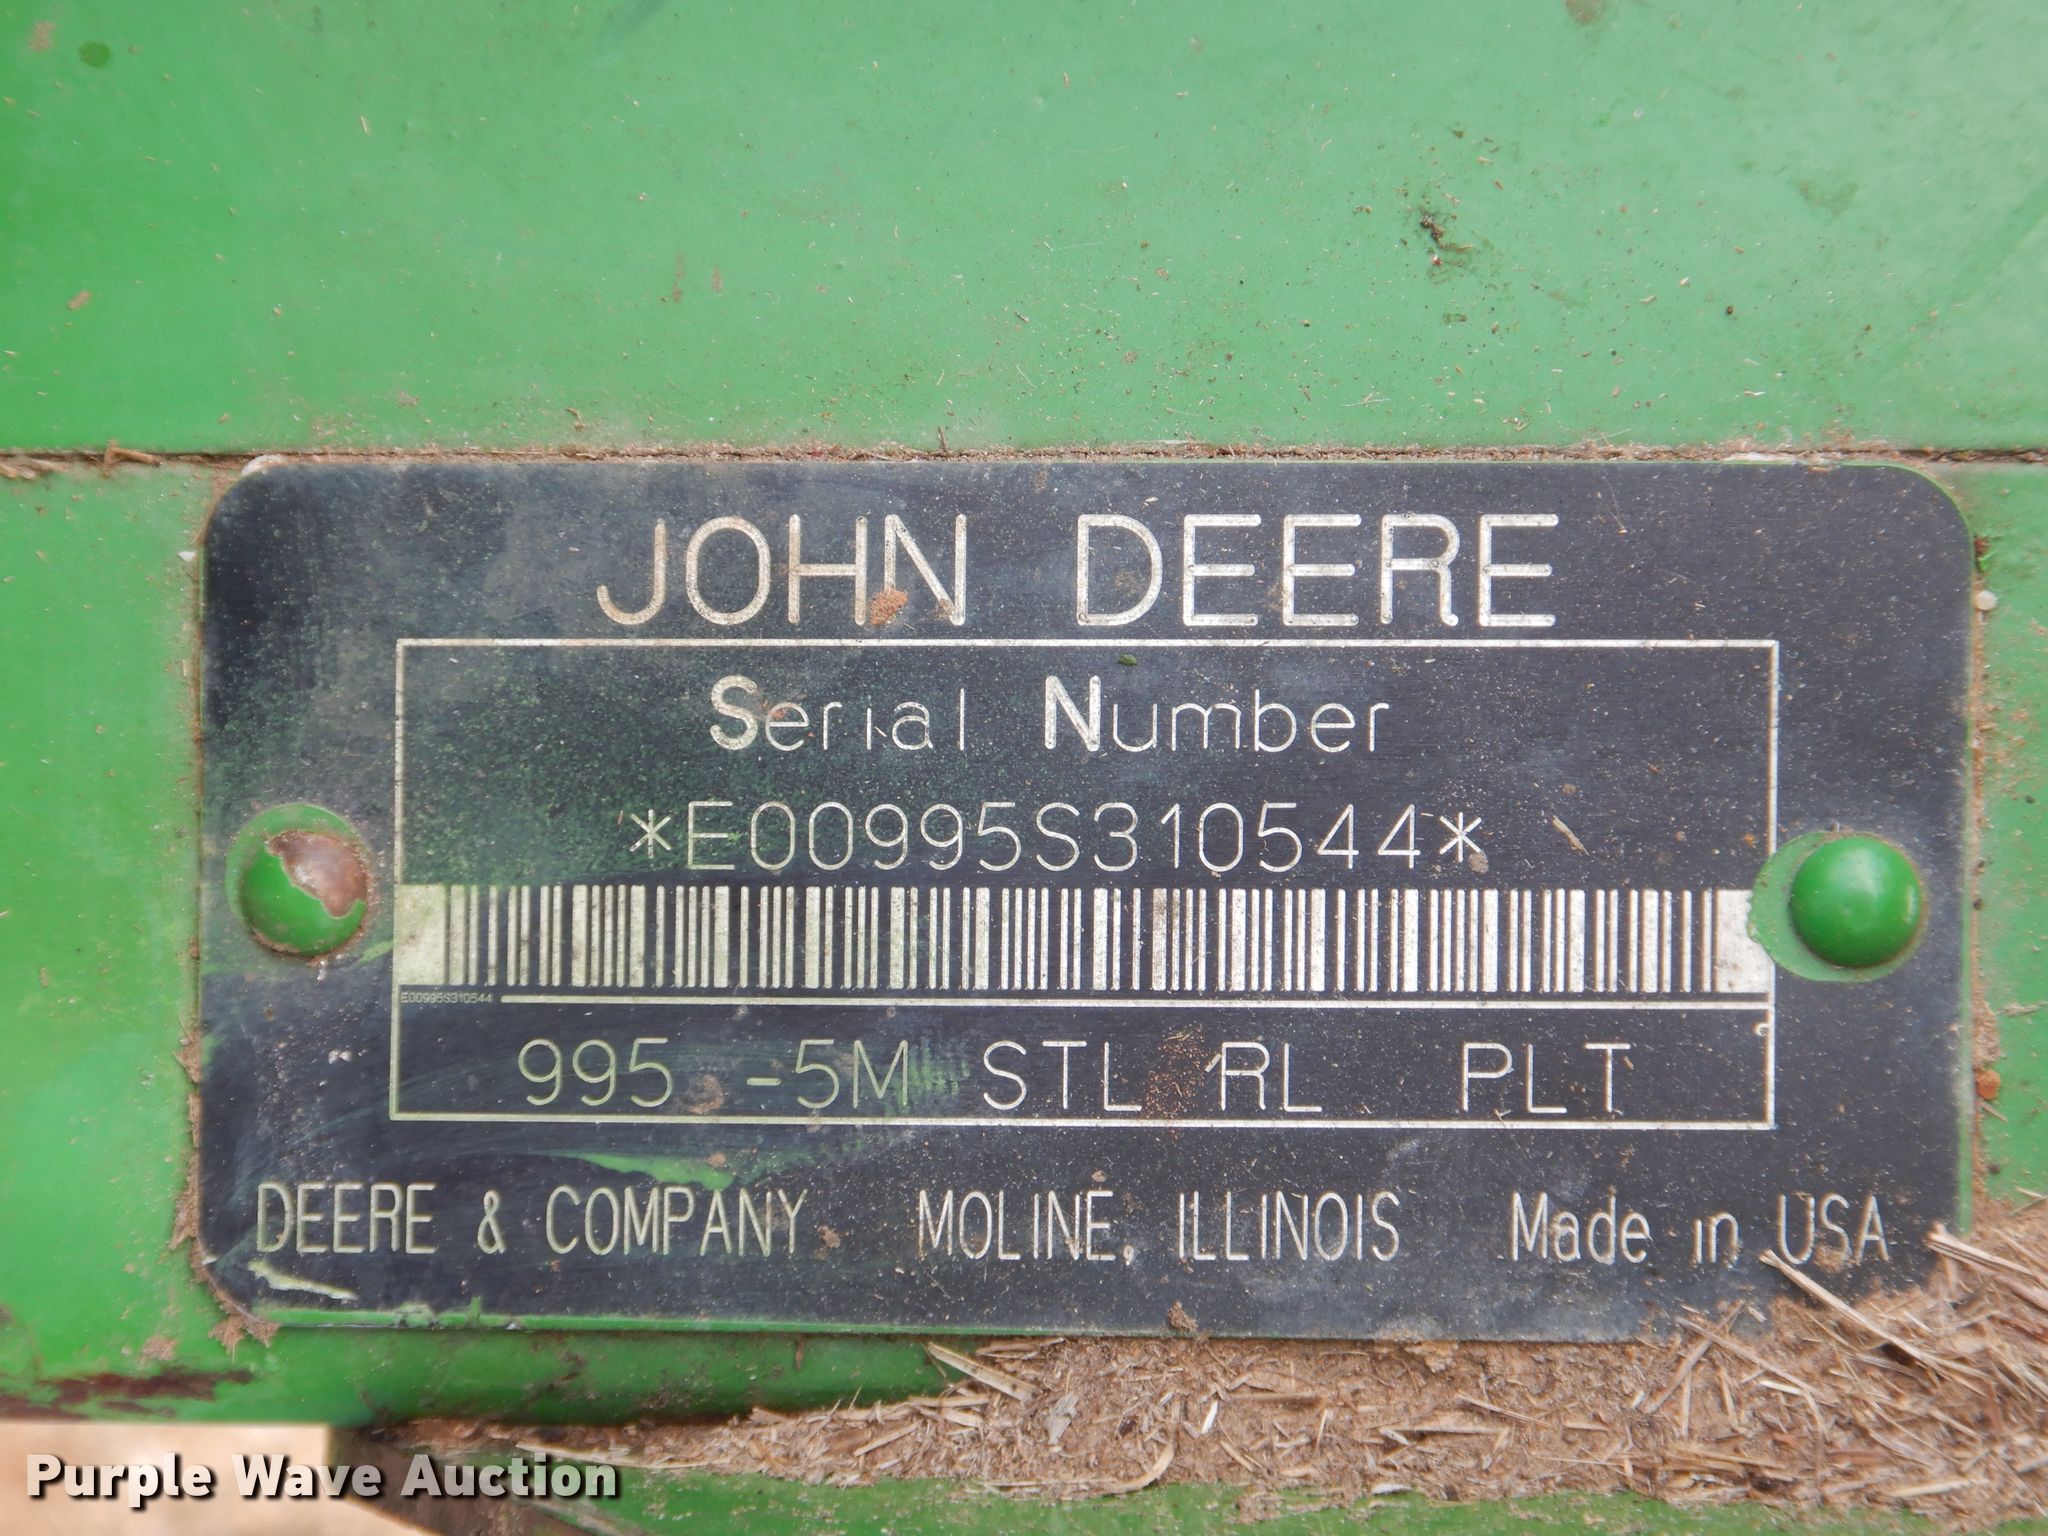 JOHN DEERE
Serial Number
*E00995S310544*
E00995S310544
995 -5M STL RL PLT
DEERE & COMPANY MOLINE, ILLINOIS Made in USA
Purple Wave Auction